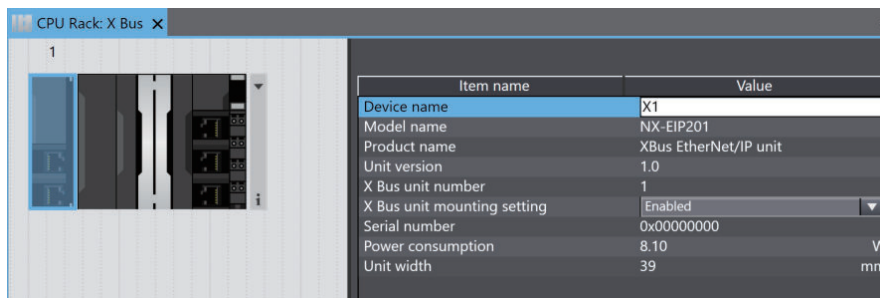 CPU Rack: X Bus
1
Item name Value
Device name X1
Model name NX-EIP201
Product name XBus EtherNet/IP unit
Unit version 1.0
X Bus unit number 1
X Bus unit mounting setting Enabled
Serial number 0x00000000
Power consumption 8.10 W
Unit width 39 mm
i